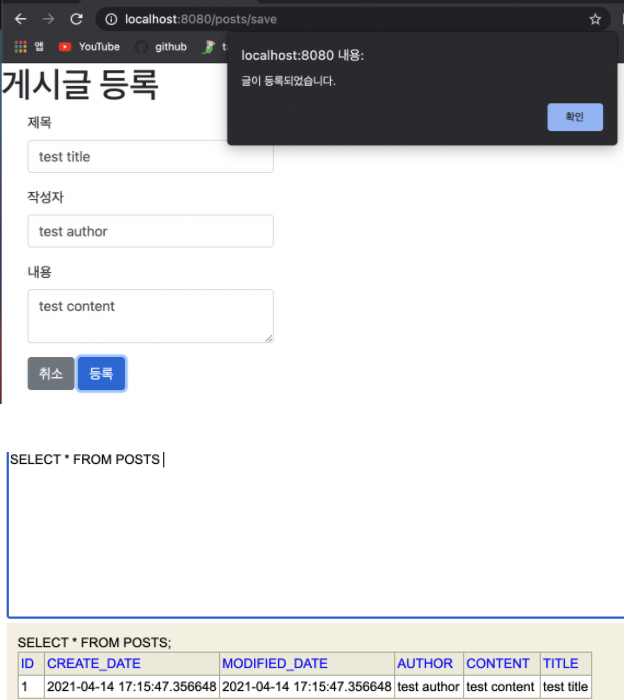 localhost:8080/posts/save
앱 YouTube github
localhost:8080 내용:
글이 등록되었습니다.
확인
게시글 등록
제목
test title
작성자
test author
내용
test content
취소 등록
SELECT * FROM POSTS
SELECT * FROM POSTS;
ID CREATE_DATE MODIFIED_DATE AUTHOR CONTENT TITLE
1 2021-04-14 17:15:47.356648 2021-04-14 17:15:47.356648 test author test content test title